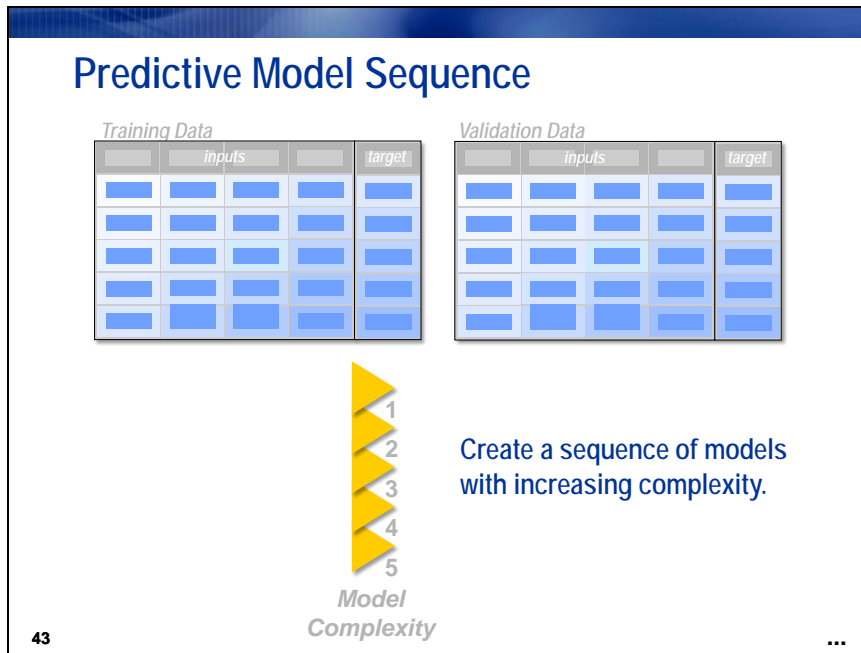 Predictive Model Sequence
Training Data
Validation Data
inputs target
inputs target
1
2
3
4
5
Create a sequence of models
with increasing complexity.
Model
Complexity
43
...